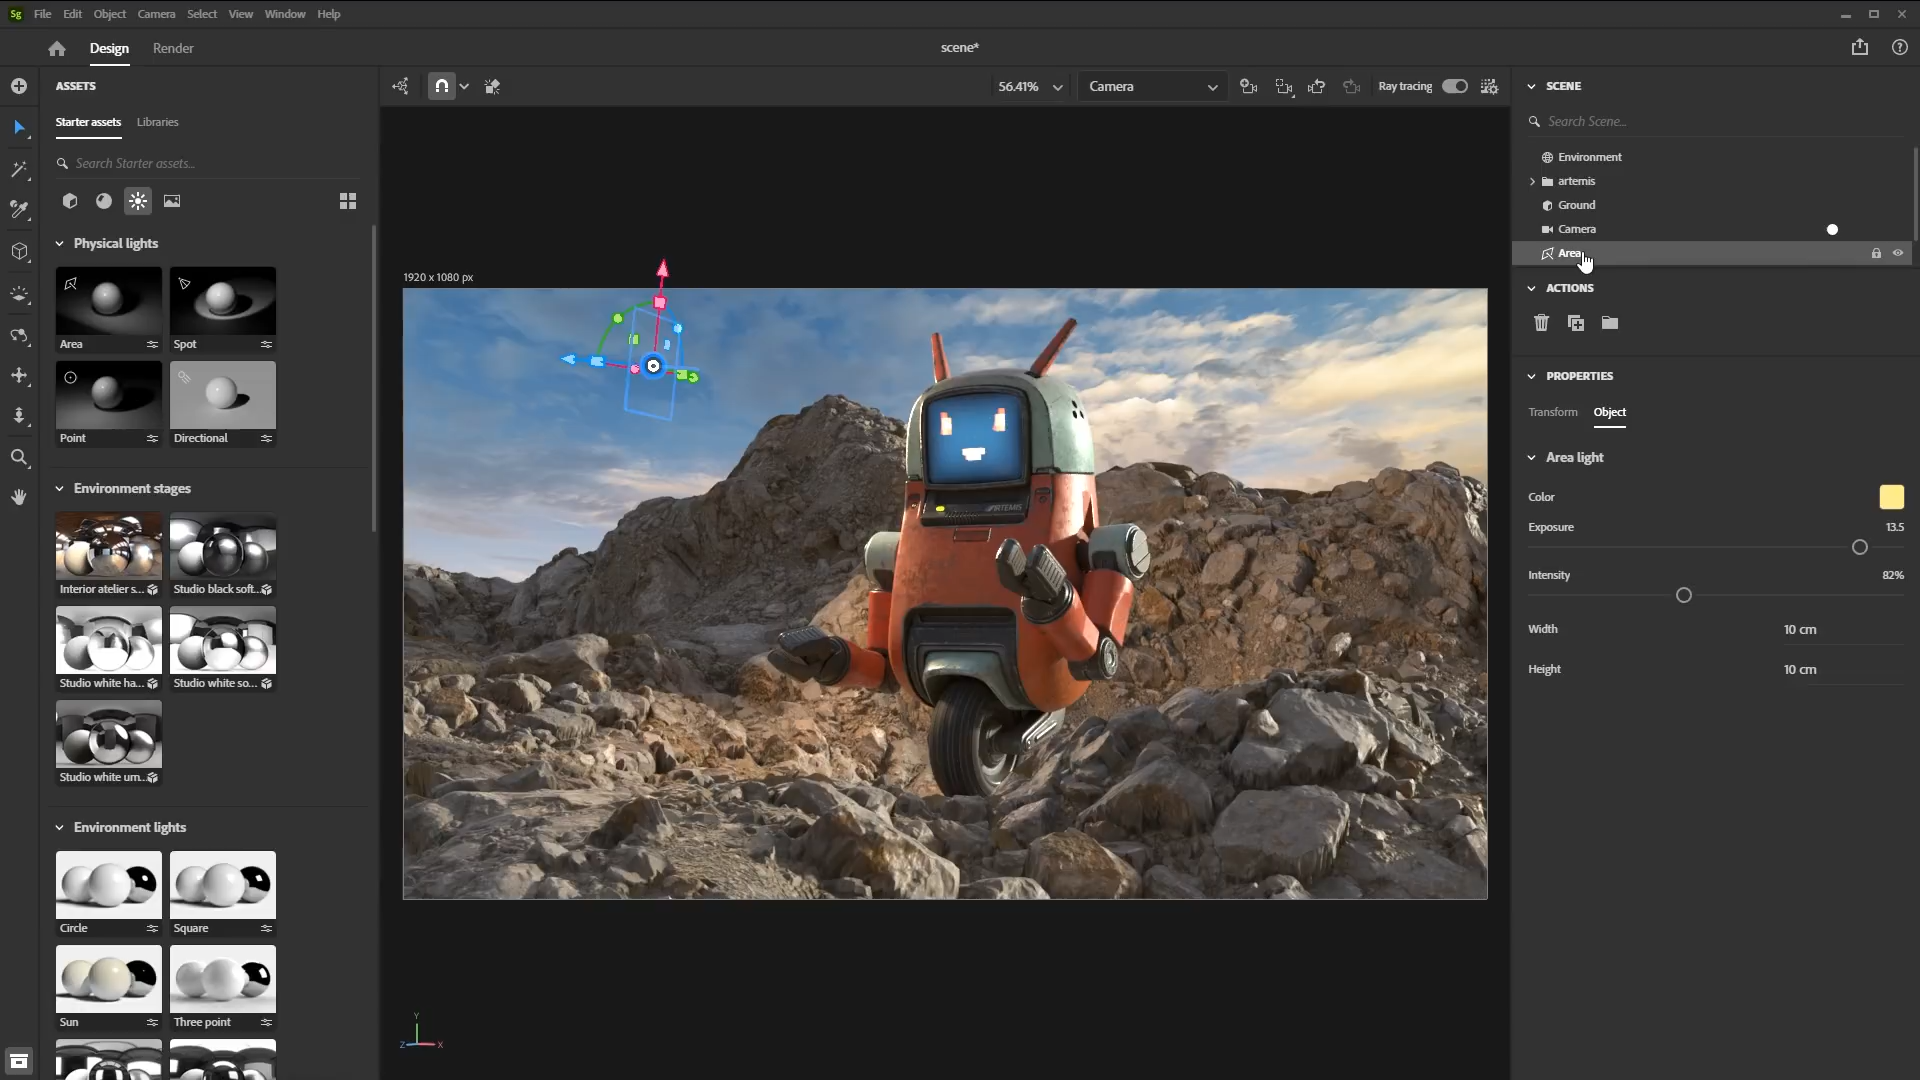 Sg File Edit Object Camera Select View Window Help
Design Render
scene*
ASSETS
Starter assets Libraries
Search Starter assets...
Physical lights
Area Spot
Point Directional
Environment stages
Interior atelier s... Studio black soft...
Studio white ha... Studio white so...
Studio white um...
Environment lights
Circle Square
Sun Three point
56.41% Camera Ray tracing
1920 x 1080 px
ARTEMIS
Y
Z X
SCENE
Search Scene...
Environment
artemis
Ground
Camera
Area
ACTIONS
PROPERTIES
Transform Object
Area light
Color
Exposure 13.5
Intensity 82%
Width 10 cm
Height 10 cm